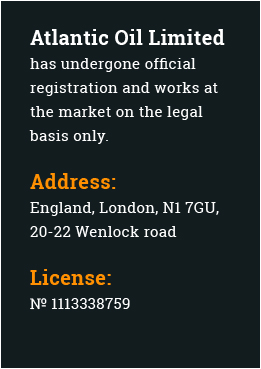 Atlantic Oil Limited
has undergone official
registration and works at
the market on the legal
basis only.
Address:
England, London, N1 7GU,
20-22 Wenlock road
License:
№ 1113338759